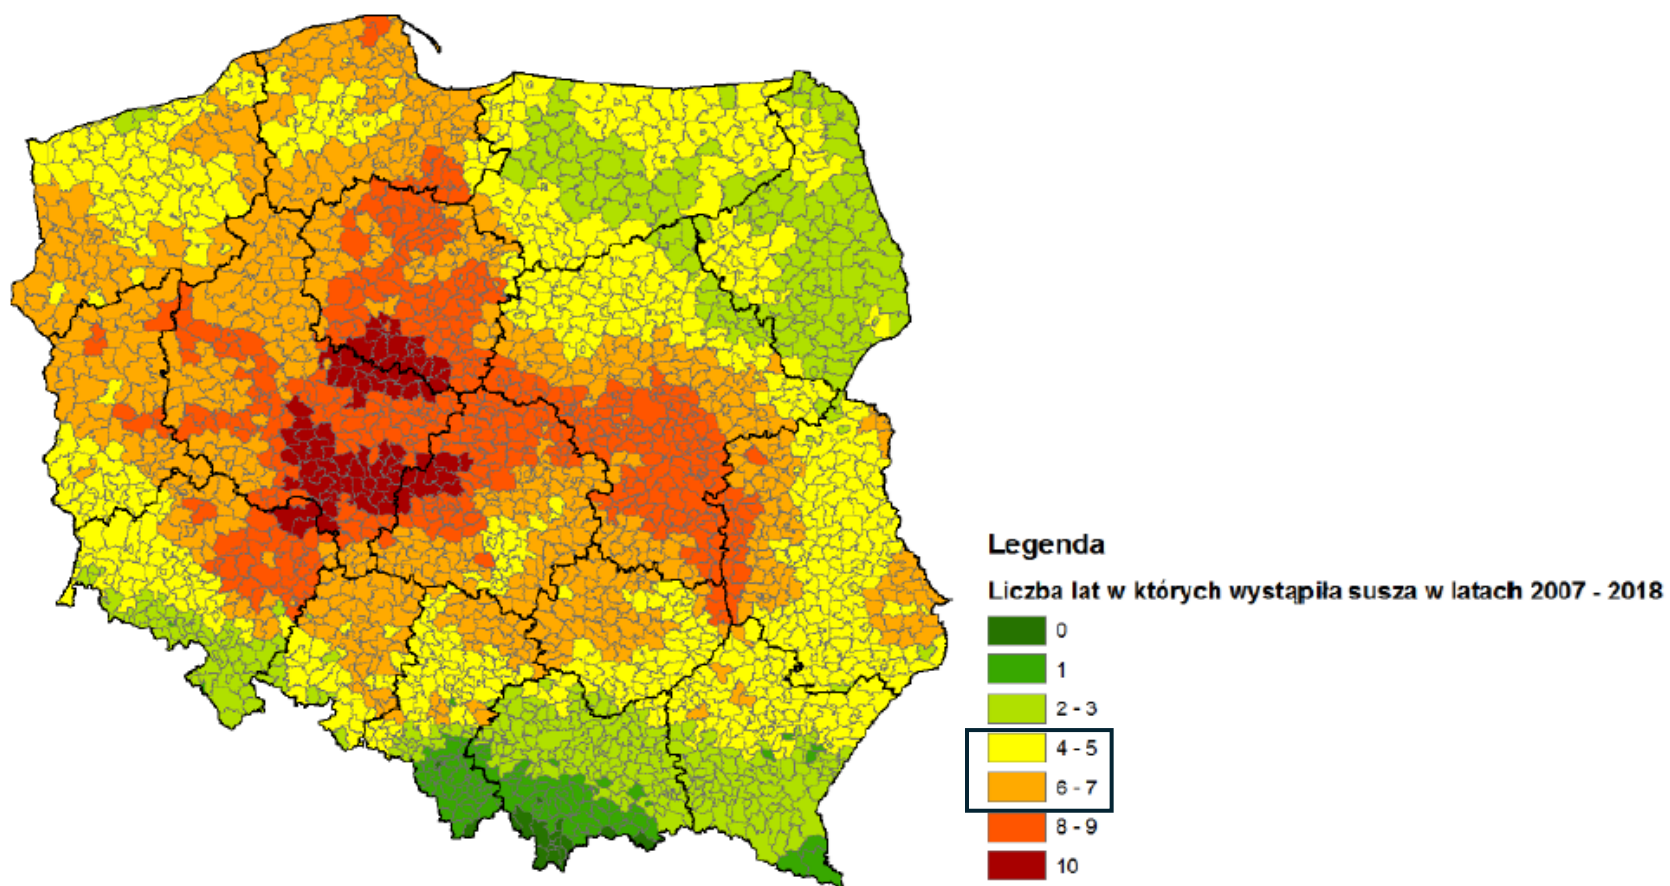 Legenda
Liczba lat w których wystąpiła susza w latach 2007 - 2018
0
1
2 - 3
4 - 5
6 - 7
8 - 9
10